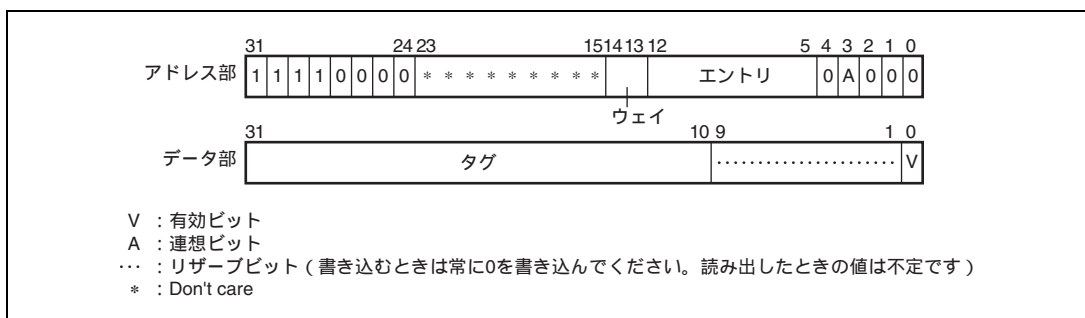 31 24 23 15 14 13 12 5 4 3 2 1 0
アドレス部 1 1 1 1 0 0 0 0 * * * * * * * * * エントリ 0 A 0 0 0
ウェイ
31 10 9 1 0
データ部 タグ ‥‥‥‥‥‥‥‥‥‥‥ V
V :有効ビット
A :連想ビット
… :リザーブビット(書き込むときは常に0を書き込んでください。読み出したときの値は不定です)
* :Don't care